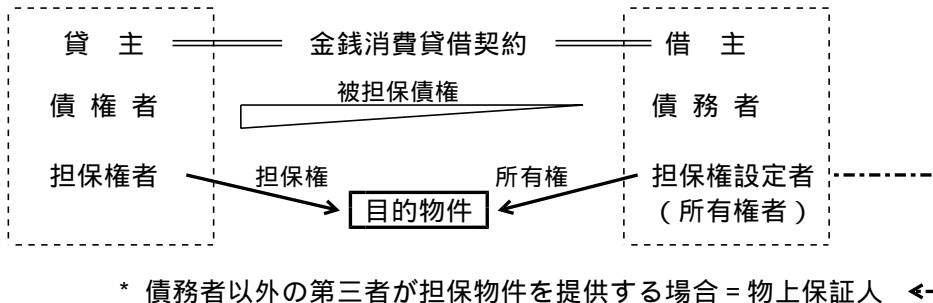 貸 主 金銭消費貸借契約 借 主
債 権 者 被担保債権 債 務 者
担保権者 担保権 所有権 担保権設定者
目的物件 (所有権者)
* 債務者以外の第三者が担保物件を提供する場合=物上保証人